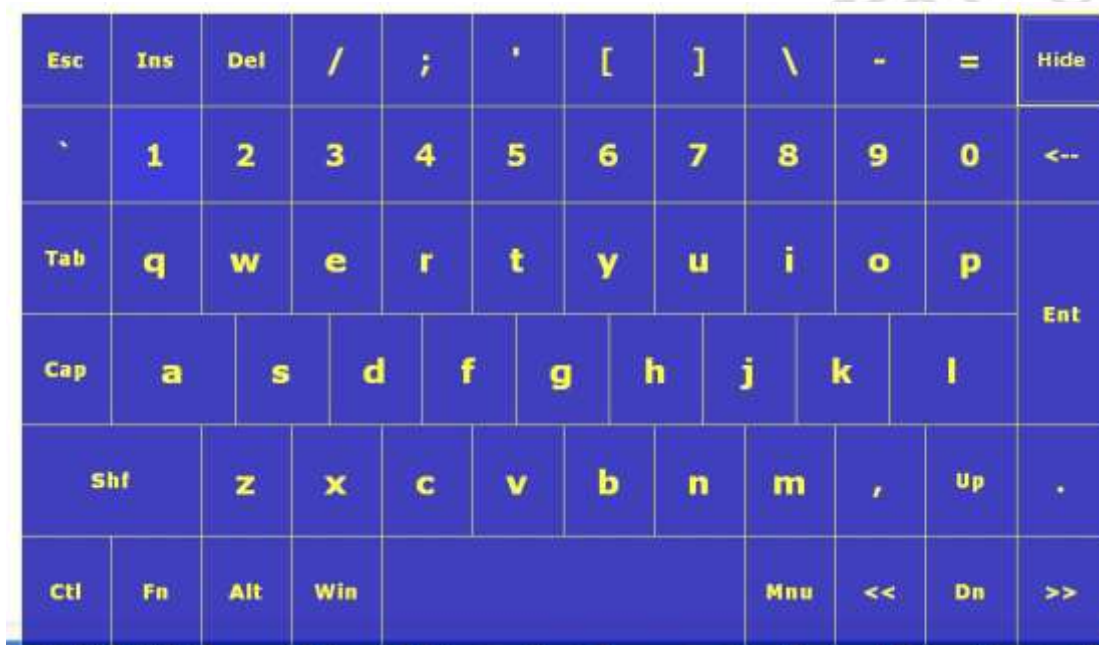 Esc Ins Del / ; ' [ ] \ - = Hide
` 1 2 3 4 5 6 7 8 9 0 <--
Tab q w e r t y u i o p
Ent
Cap a s d f g h j k l
Shf z x c v b n m , Up .
Ctl Fn Alt Win Mnu << Dn >>